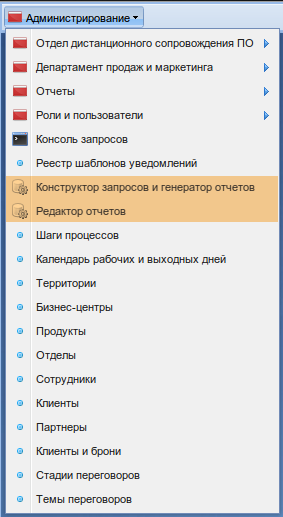 Администрирование
Отдел дистанционного сопровождения ПО
Департамент продаж и маркетинга
Отчеты
Роли и пользователи
Консоль запросов
Реестр шаблонов уведомлений
Конструктор запросов и генератор отчетов
Редактор отчетов
Шаги процессов
Календарь рабочих и выходных дней
Территории
Бизнес-центры
Продукты
Отделы
Сотрудники
Клиенты
Партнеры
Клиенты и брони
Стадии переговоров
Темы переговоров